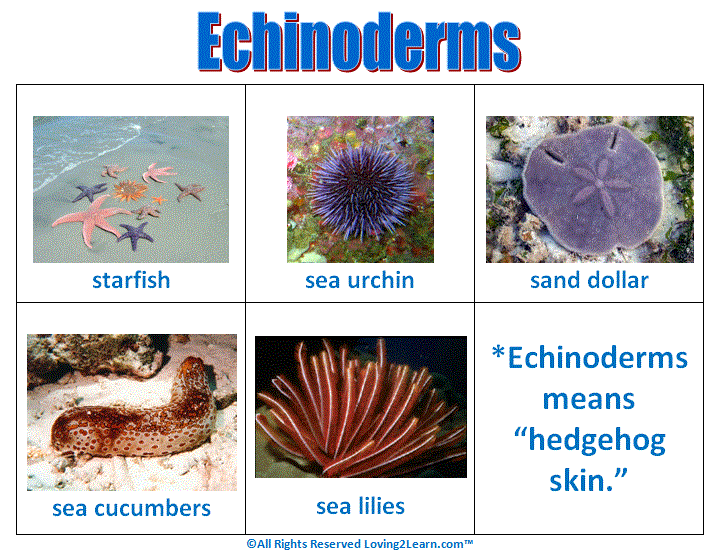 Echinoderms
starfish
sea urchin
sand dollar
sea cucumbers
sea lilies
*Echinoderms
means
“hedgehog
skin.”
©All Rights Reserved Loving2Learn.com™